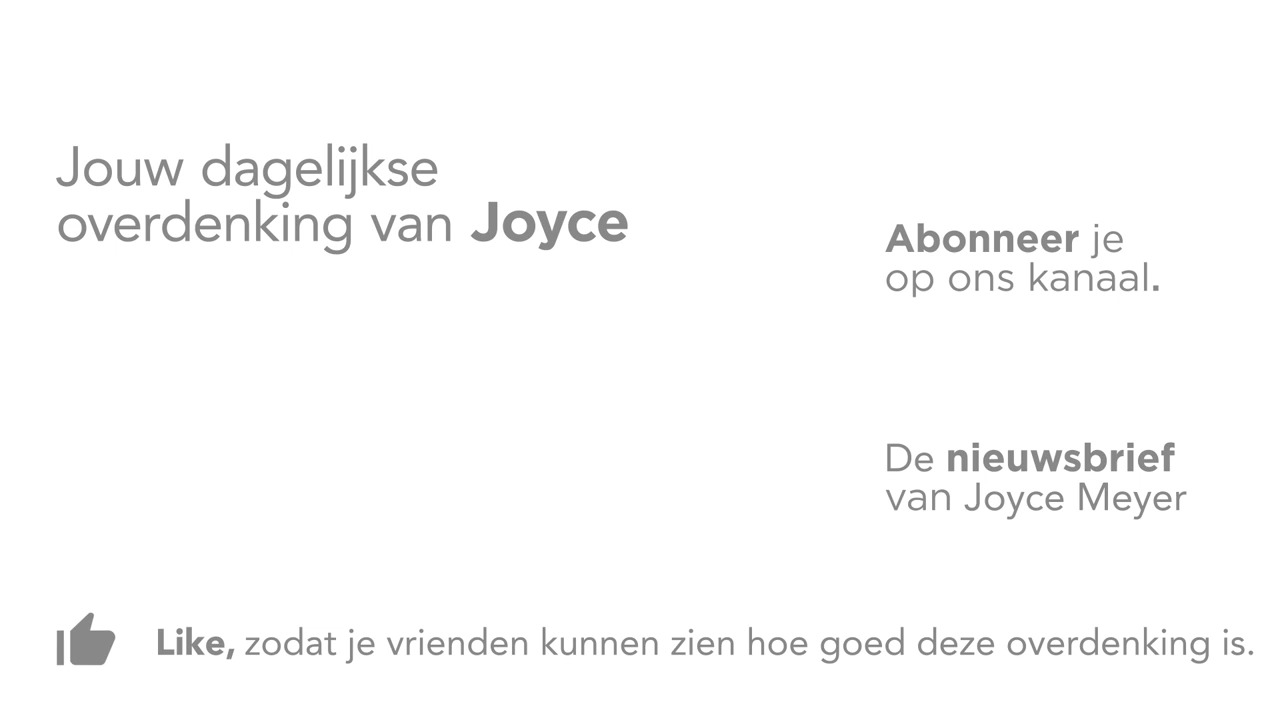 Jouw dagelijkse
overdenking van Joyce
Abonneer je
op ons kanaal.
De nieuwsbrief
van Joyce Meyer
Like, zodat je vrienden kunnen zien hoe goed deze overdenking is.